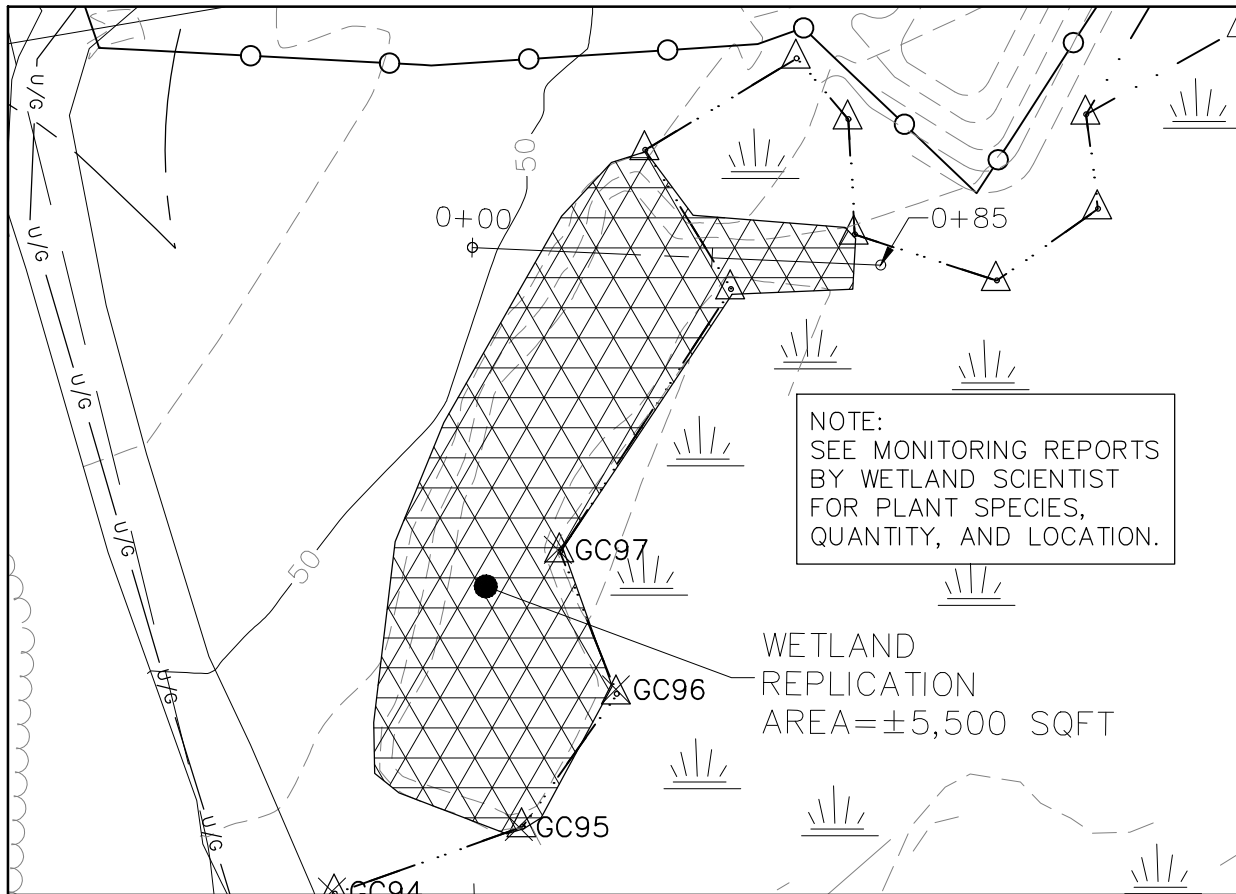 U/G
50
0+00
0+85
U/G
NOTE:
SEE MONITORING REPORTS
BY WETLAND SCIENTIST
FOR PLANT SPECIES,
QUANTITY, AND LOCATION.
U/G
U/G
GC97
50
WETLAND
REPLICATION
AREA=±5,500 SQFT
U/G
GC96
U/G
GC95
GC94